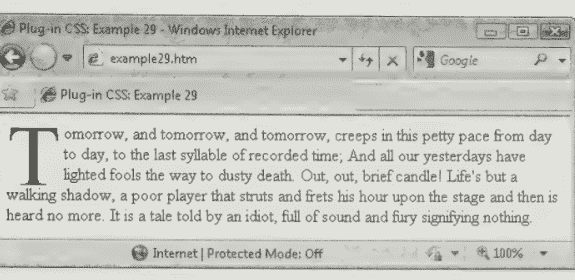 Plug-in CSS: Example 29 - Windows Internet Explorer
example29.htm
Google
Plug-in CSS: Example 29
Tomorrow, and tomorrow, and tomorrow, creeps in this petty pace from day
to day, to the last syllable of recorded time; And all our yesterdays have
lighted fools the way to dusty death. Out, out, brief candle! Life's but a
walking shadow, a poor player that struts and frets his hour upon the stage and then is
heard no more. It is a tale told by an idiot, full of sound and fury signifying nothing.
Internet | Protected Mode: Off
100%